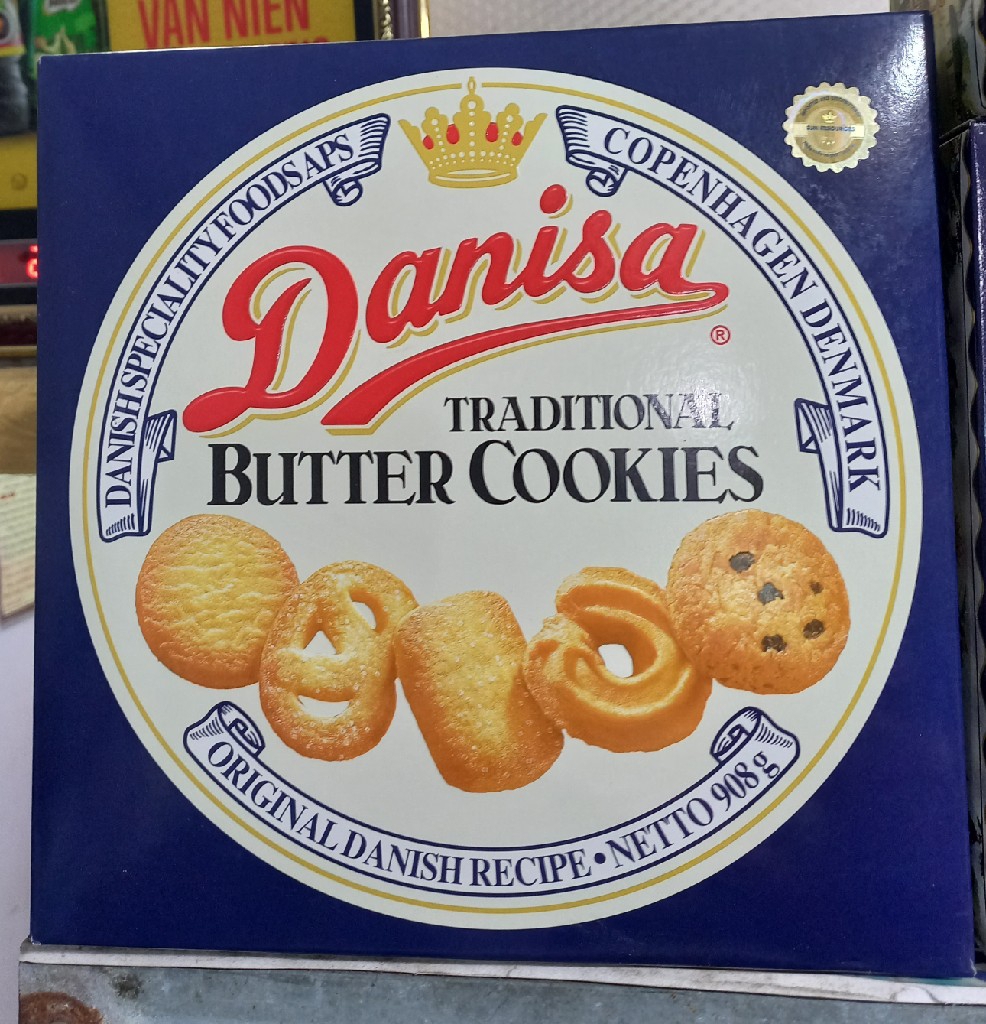 VAN NIEN
DANISH SPECIALITY FOODS APS
COPENHAGEN DENMARK
Danisa
®
TRADITIONAL
BUTTER COOKIES
ORIGINAL DANISH RECIPE • NETTO 908 g